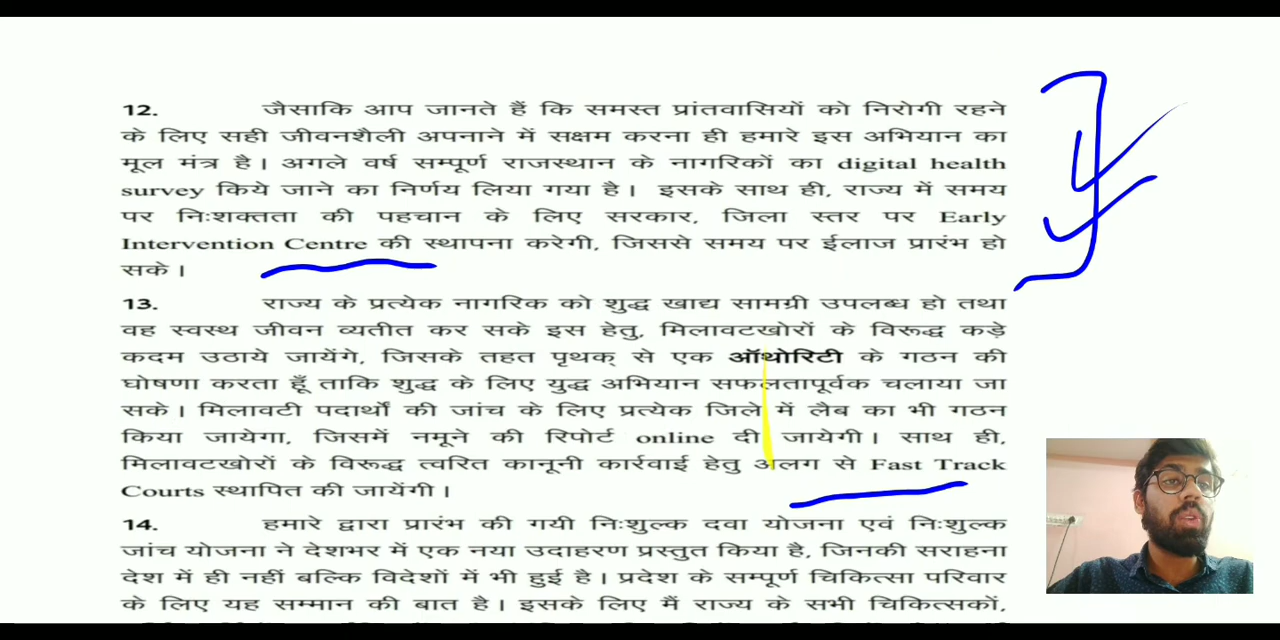 12. जैसाकि आप जानते हैं कि समस्त प्रांतवासियों को निरोगी रहने
के लिए सही जीवनशैली अपनाने में सक्षम करना ही हमारे इस अभियान का
मूल मंत्र है। अगले वर्ष सम्पूर्ण राजस्थान के नागरिकों का digital health
survey किये जाने का निर्णय लिया गया है। इसके साथ ही, राज्य में समय
पर निःशक्तता की पहचान के लिए सरकार, जिला स्तर पर Early
Intervention Centre की स्थापना करेगी, जिससे समय पर ईलाज प्रारंभ हो
सके।
13. राज्य के प्रत्येक नागरिक को शुद्ध खाद्य सामग्री उपलब्ध हो तथा
वह स्वस्थ जीवन व्यतीत कर सके इस हेतु, मिलावटखोरों के विरूद्ध कड़े
कदम उठाये जायेंगे, जिसके तहत पृथक् से एक ऑथोरिटी के गठन की
घोषणा करता हूँ ताकि शुद्ध के लिए युद्ध अभियान सफलतापूर्वक चलाया जा
सके। मिलावटी पदार्थों की जांच के लिए प्रत्येक जिले में लैब का भी गठन
किया जायेगा, जिसमें नमूने की रिपोर्ट online दी जायेगी। साथ ही,
मिलावटखोरों के विरूद्ध त्वरित कानूनी कार्रवाई हेतु अलग से Fast Track
Courts स्थापित की जायेंगी।
14. हमारे द्वारा प्रारंभ की गयी निःशुल्क दवा योजना एवं निःशुल्क
जांच योजना ने देशभर में एक नया उदाहरण प्रस्तुत किया है, जिनकी सराहना
देश में ही नहीं बल्कि विदेशों में भी हुई है। प्रदेश के सम्पूर्ण चिकित्सा परिवार
के लिए यह सम्मान की बात है। इसके लिए मैं राज्य के सभी चिकित्सकों,